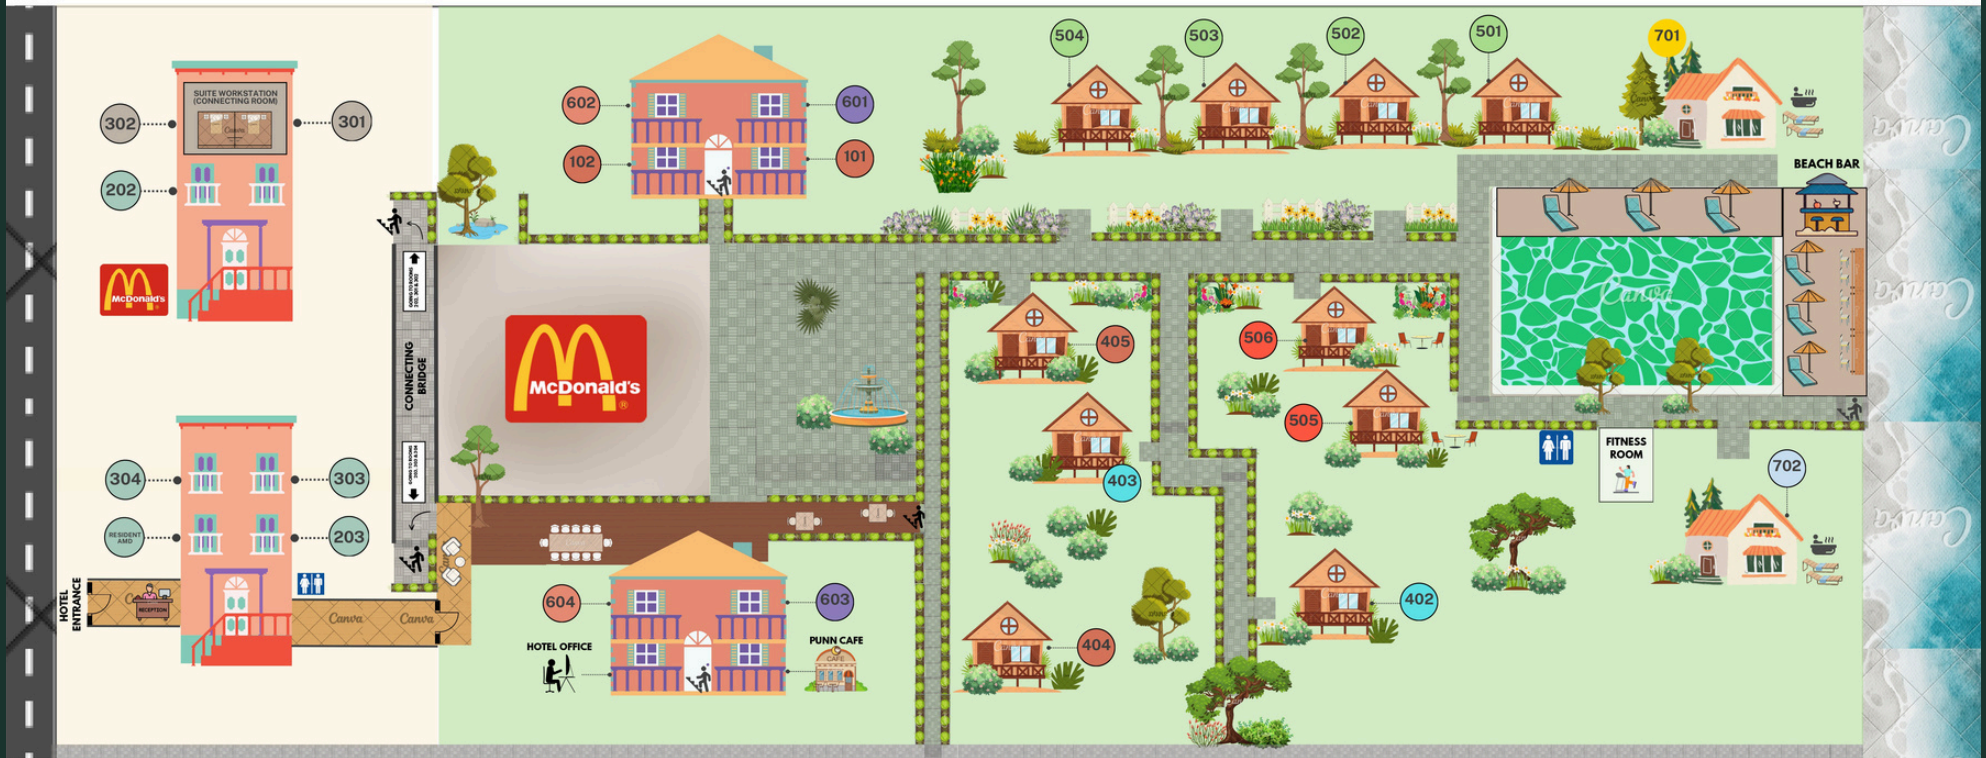 504
503
502
501
701
SUITE WORKSTATION
(CONNECTING ROOM)
302
301
202
602
601
102
101
BEACH BAR
McDonald's
CONNECTING
BRIDGE
McDonald's
405
506
505
403
Canva
304
303
RESIDENT
AMD
203
FITNESS
ROOM
702
HOTEL
ENTRANCE
RECEPTION
Canva
Canva
604
603
HOTEL OFFICE
PUNN CAFE
CAFE
402
404